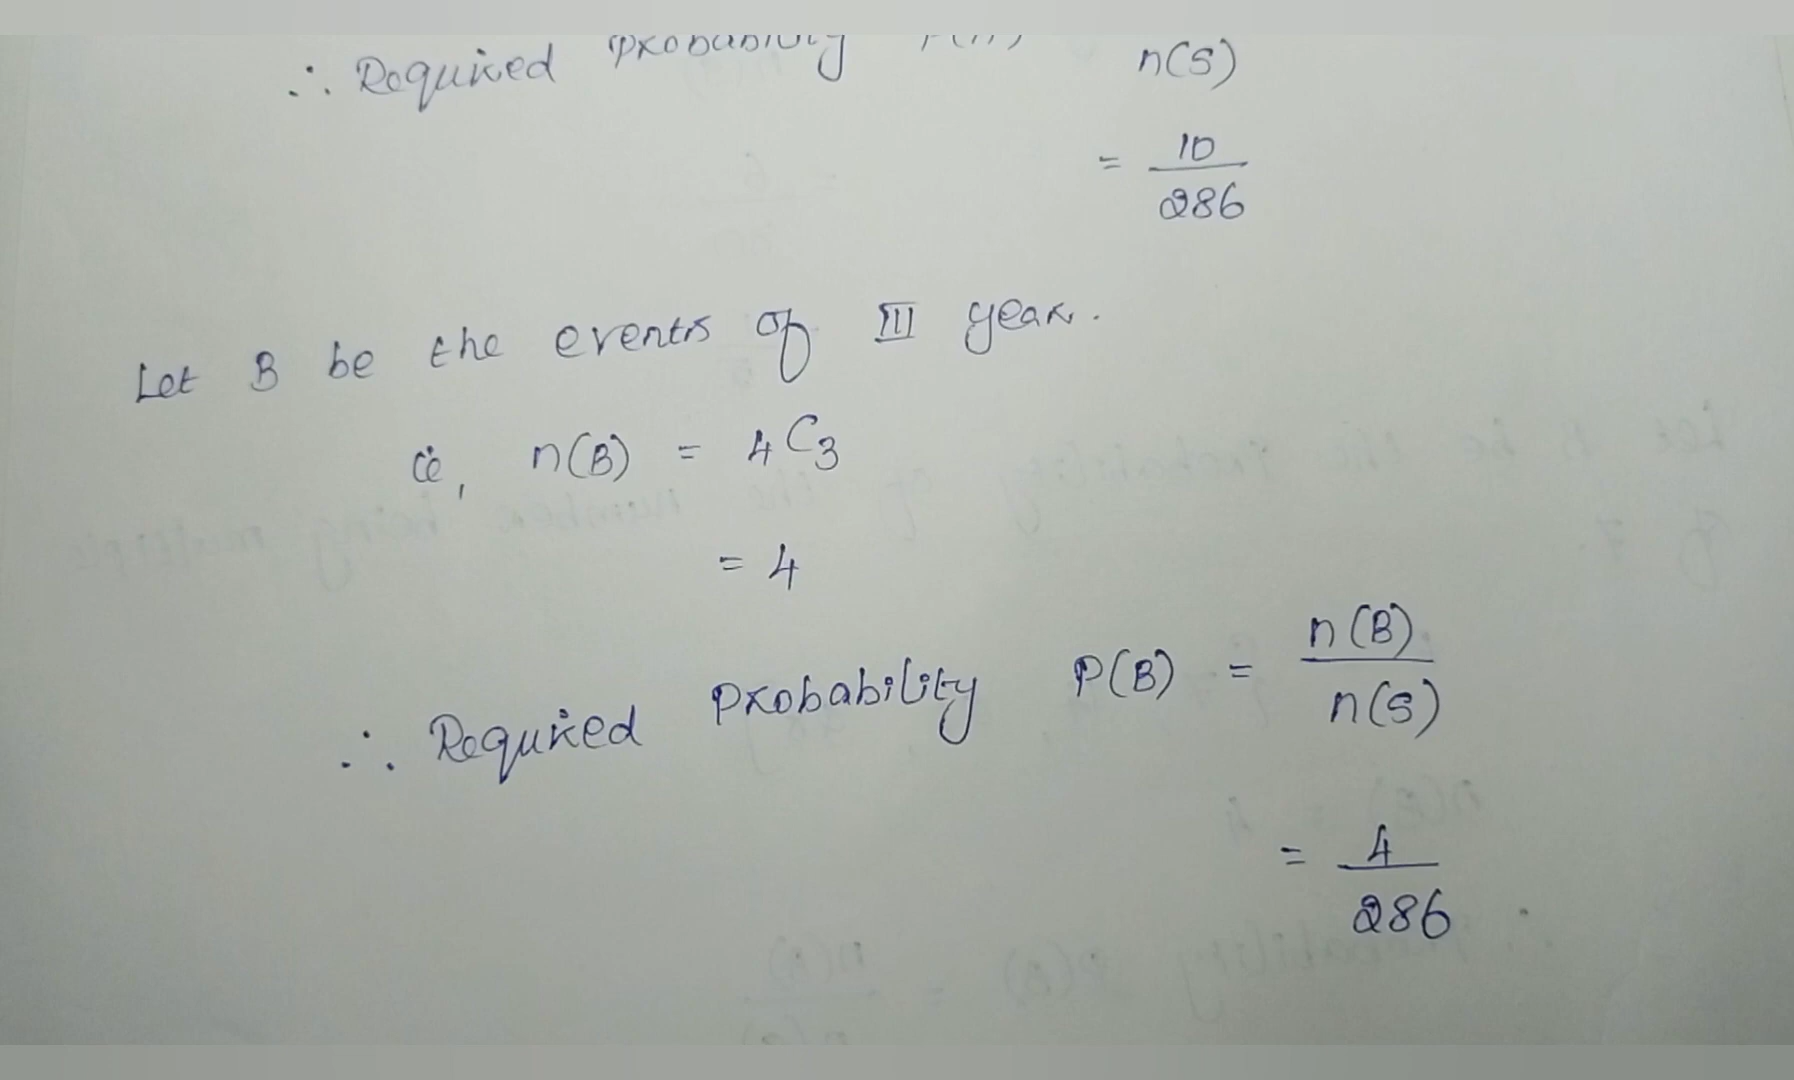 ∴ Required probability
n(S)
= 10/286
Let B be the events of III year.
ie, n(B) = 4C3
= 4
∴ Required probability P(B) = n(B)/n(S)
= 4/286.